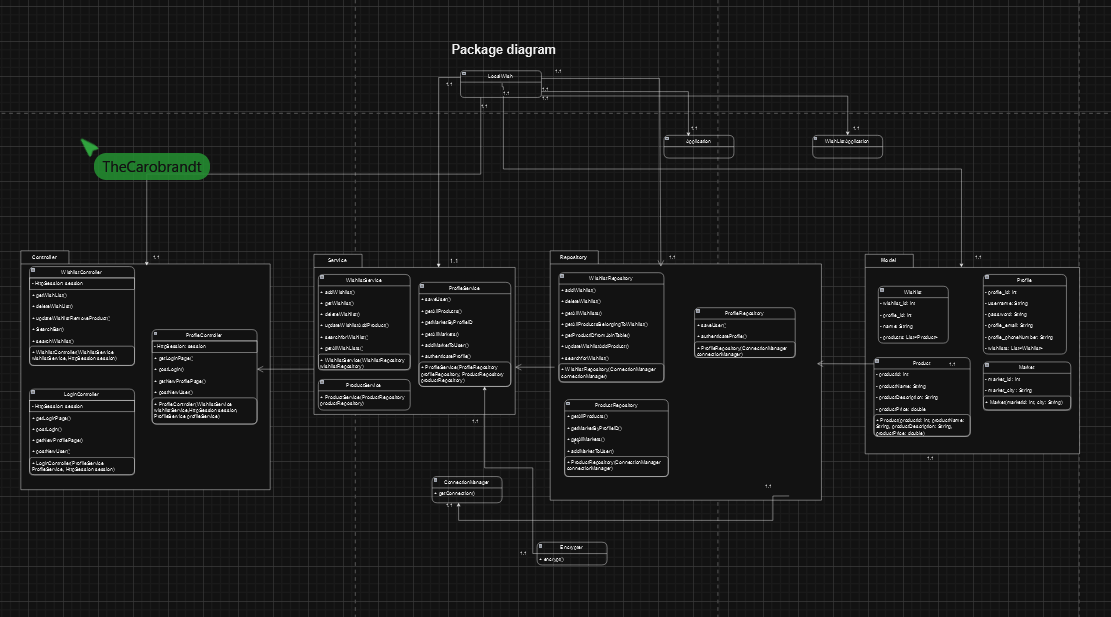 Package diagram
LocalWish
1..1
1..1
1..1
1..1
1..1
1..1
1..1
1..1
Application
WishListApplication
TheCarobrandt
1..1
1..1
1..1
1..1
Controller
WishlistController
- HttpSession: session
+ getWishList()
+ deleteWishList()
+ updateWishlistRemoveProduct()
+ SearchBar()
+ searchWishlist()
+ WishlistController(WishlistService
wishlistService, HttpSession session)
ProfileController
- HttpSession: session
+ getLoginPage()
+ postLogin()
+ getNewProfilePage()
+ postNewUser()
+ ProfileController(WishlistService
wishlistService,HttpSession session,
ProfileService profileService)
LoginController
- HttpSession: session
+ getLoginPage()
+ postLogin()
+ getNewProfilePage()
+ postNewUser()
+ LoginController(ProfileService
ProfileService, HttpSession session)
Service
WishlistService
+ addWishlist()
+ getWishlist()
+ deleteWishlist()
+ updateWishlistAddProduct()
+ searchforWishlist()
+ getAllWishLists()
+ WishlistService(WishlistRepository
wishlistRepository)
ProfileService
+ saveUser()
+ getAllProducts()
+ getMarketByProfileID
+ getAllMarkets()
+ addMarketToUser()
+ authenticateProfile()
+ ProfileService(ProfileRepository
profileRepository, ProductRepository
productRepository)
ProductService
+ ProductService(ProductRepository
productRepository)
1..1
Repository
WishlistRepository
+ addWishlist()
+ deleteWishlist()
+ getAllWishlists()
+ getAllProductsBelongingToWishlist()
+ getProductIDfromJoinTable()
+ updateWishlistAddProduct()
+ searchforWishlist()
+ WishlistRepository(ConnectionManager
connectionManager)
ProfileRepository
+ saveUser()
+ authenticateProfile()
+ ProfileRepository(ConnectionManager
connectionManager)
ProductRepository
+ getAllProducts()
+ getMarketByProfileID()
+ getAllMarkets()
+ addMarketToUser()
+ ProductRepository(ConnectionManager
connectionManager)
1..1
Model
Wishlist
- wishlist_id: int
- profile_id: int
- name: String
- products: List<Product>
Profile
- profile_id: int
- username: String
- password: String
- profile_email: String
- profile_phoneNumber: String
- wishlists: List<Wishlist>
Product
- productId: int
- productName: String
- productDescription: String
- productPrice: double
+ Product(productId: int, productName:
String, productDescription: String,
productPrice: double)
Market
- market_id: int
- market_city: String
+ Market(marketId: int, city: String)
1..1
ConnectionManager
+ getConnection()
1..1
1..1
Encrypter
+ encrypt()